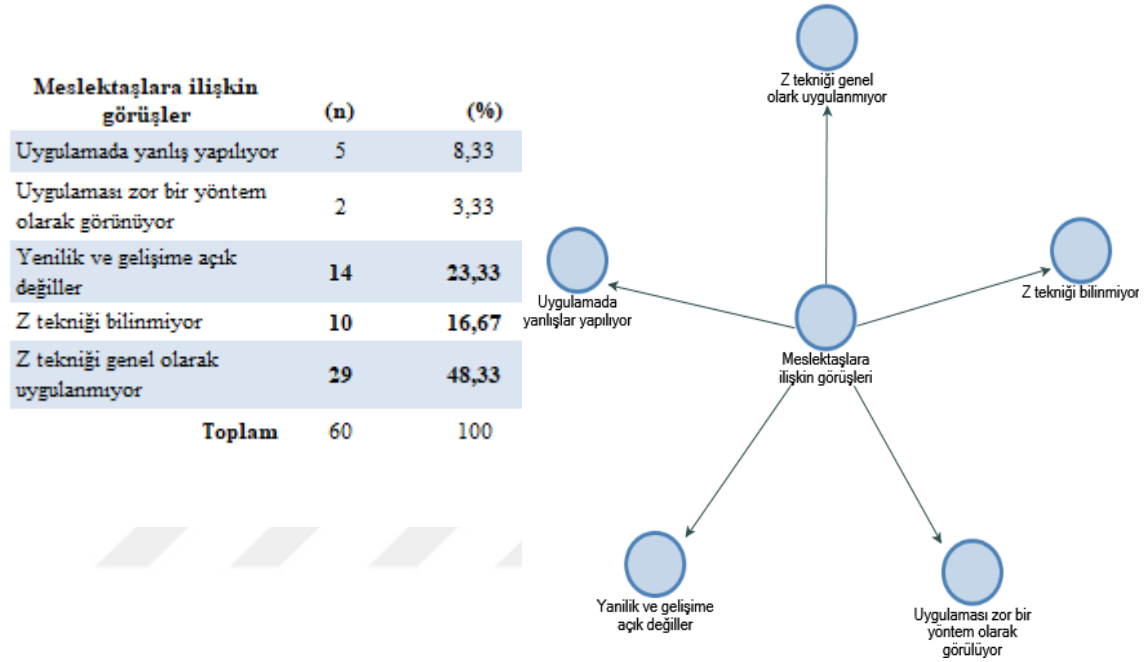 Meslektaşlara ilişkin
görüşler (n) (%)
Uygulamada yanlış yapılıyor 5 8,33
Uygulaması zor bir yöntem
olarak görünüyor 2 3,33
Yenilik ve gelişime açık
değiller 14 23,33
Z tekniği bilinmiyor 10 16,67
Z tekniği genel olarak
uygulanmıyor 29 48,33
Toplam 60 100
Z tekniği genel
olark uygulanmıyor
Z tekniği bilinmiyor
Uygulamada
yanlışlar yapılıyor
Meslektaşlara
ilişkin görüşleri
Yanilik ve gelişime
açık değiller
Uygulaması zor bir
yöntem olarak
görülüyor